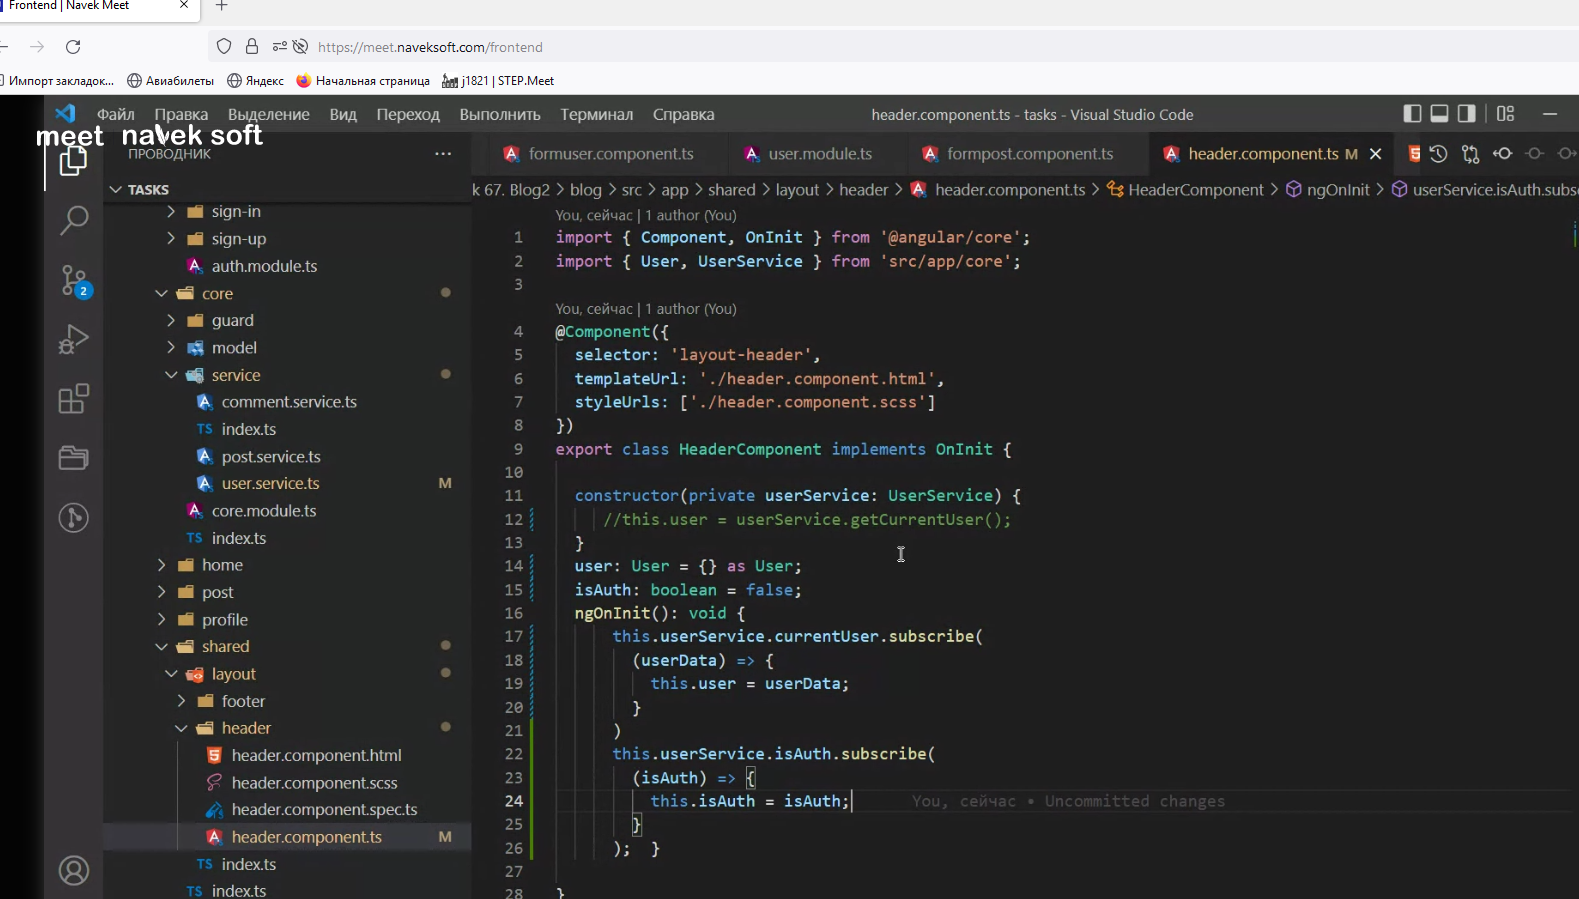 Frontend | Navek Meet
https://meet.naveksoft.com/frontend
Импорт закладок...
Авиабилеты
Яндекс
Начальная страница
j1821 | STEP.Meet
Файл Правка Выделение Вид Переход Выполнить Терминал Справка
header.component.ts - tasks - Visual Studio Code
meet navek soft
ПРОВОДНИК
formuser.component.ts
user.module.ts
formpost.component.ts
header.component.ts M
TASKS
k 67. Blog2 > blog > src > app > shared > layout > header > header.component.ts > HeaderComponent > ngOnInit > userService.isAuth.subs
sign-in
sign-up
auth.module.ts
core
guard
model
service
comment.service.ts
TS index.ts
post.service.ts
user.service.ts M
core.module.ts
TS index.ts
home
post
profile
shared
layout
footer
header
header.component.html
header.component.scss
header.component.spec.ts
header.component.ts M
TS index.ts
TS index.ts
2
You, сейчас | 1 author (You)
1 import { Component, OnInit } from '@angular/core';
2 import { User, UserService } from 'src/app/core';
3
You, сейчас | 1 author (You)
4 @Component({
5 selector: 'layout-header',
6 templateUrl: './header.component.html',
7 styleUrls: ['./header.component.scss']
8 })
9 export class HeaderComponent implements OnInit {
10
11 constructor(private userService: UserService) {
12 //this.user = userService.getCurrentUser();
13 }
14 user: User = {} as User;
15 isAuth: boolean = false;
16 ngOnInit(): void {
17 this.userService.currentUser.subscribe(
18 (userData) => {
19 this.user = userData;
20 }
21 )
22 this.userService.isAuth.subscribe(
23 (isAuth) => {
24 this.isAuth = isAuth; You, сейчас • Uncommitted changes
25 }
26 ); }
27
28 }